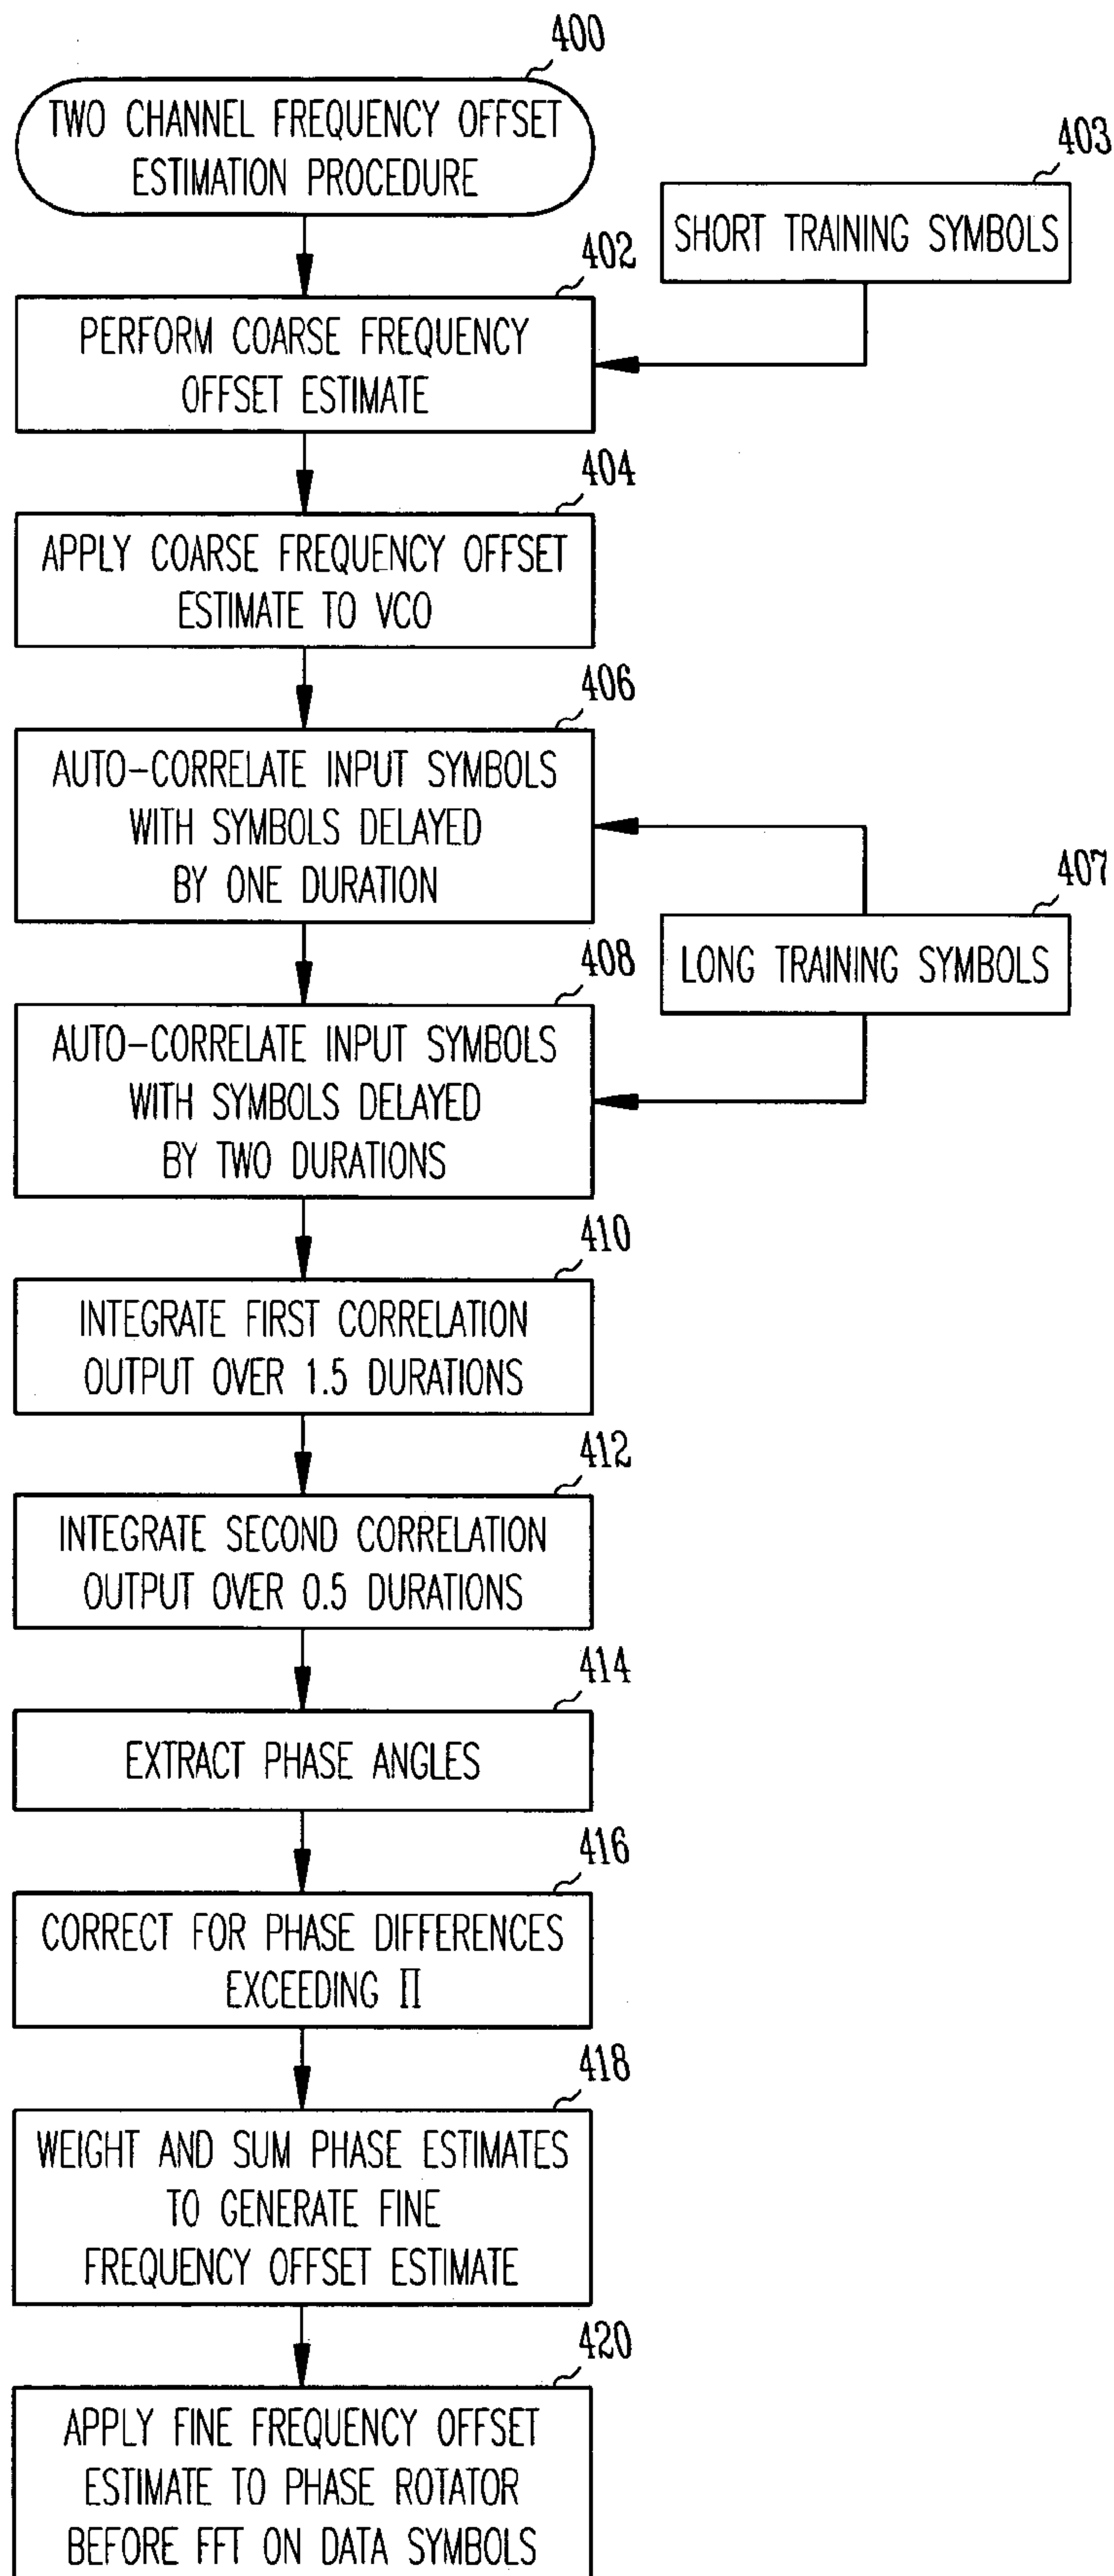 400
TWO CHANNEL FREQUENCY OFFSET
ESTIMATION PROCEDURE
403
SHORT TRAINING SYMBOLS
402
PERFORM COARSE FREQUENCY
OFFSET ESTIMATE
404
APPLY COARSE FREQUENCY OFFSET
ESTIMATE TO VCO
406
AUTO-CORRELATE INPUT SYMBOLS
WITH SYMBOLS DELAYED
BY ONE DURATION
407
LONG TRAINING SYMBOLS
408
AUTO-CORRELATE INPUT SYMBOLS
WITH SYMBOLS DELAYED
BY TWO DURATIONS
410
INTEGRATE FIRST CORRELATION
OUTPUT OVER 1.5 DURATIONS
412
INTEGRATE SECOND CORRELATION
OUTPUT OVER 0.5 DURATIONS
414
EXTRACT PHASE ANGLES
416
CORRECT FOR PHASE DIFFERENCES
EXCEEDING Π
418
WEIGHT AND SUM PHASE ESTIMATES
TO GENERATE FINE
FREQUENCY OFFSET ESTIMATE
420
APPLY FINE FREQUENCY OFFSET
ESTIMATE TO PHASE ROTATOR
BEFORE FFT ON DATA SYMBOLS